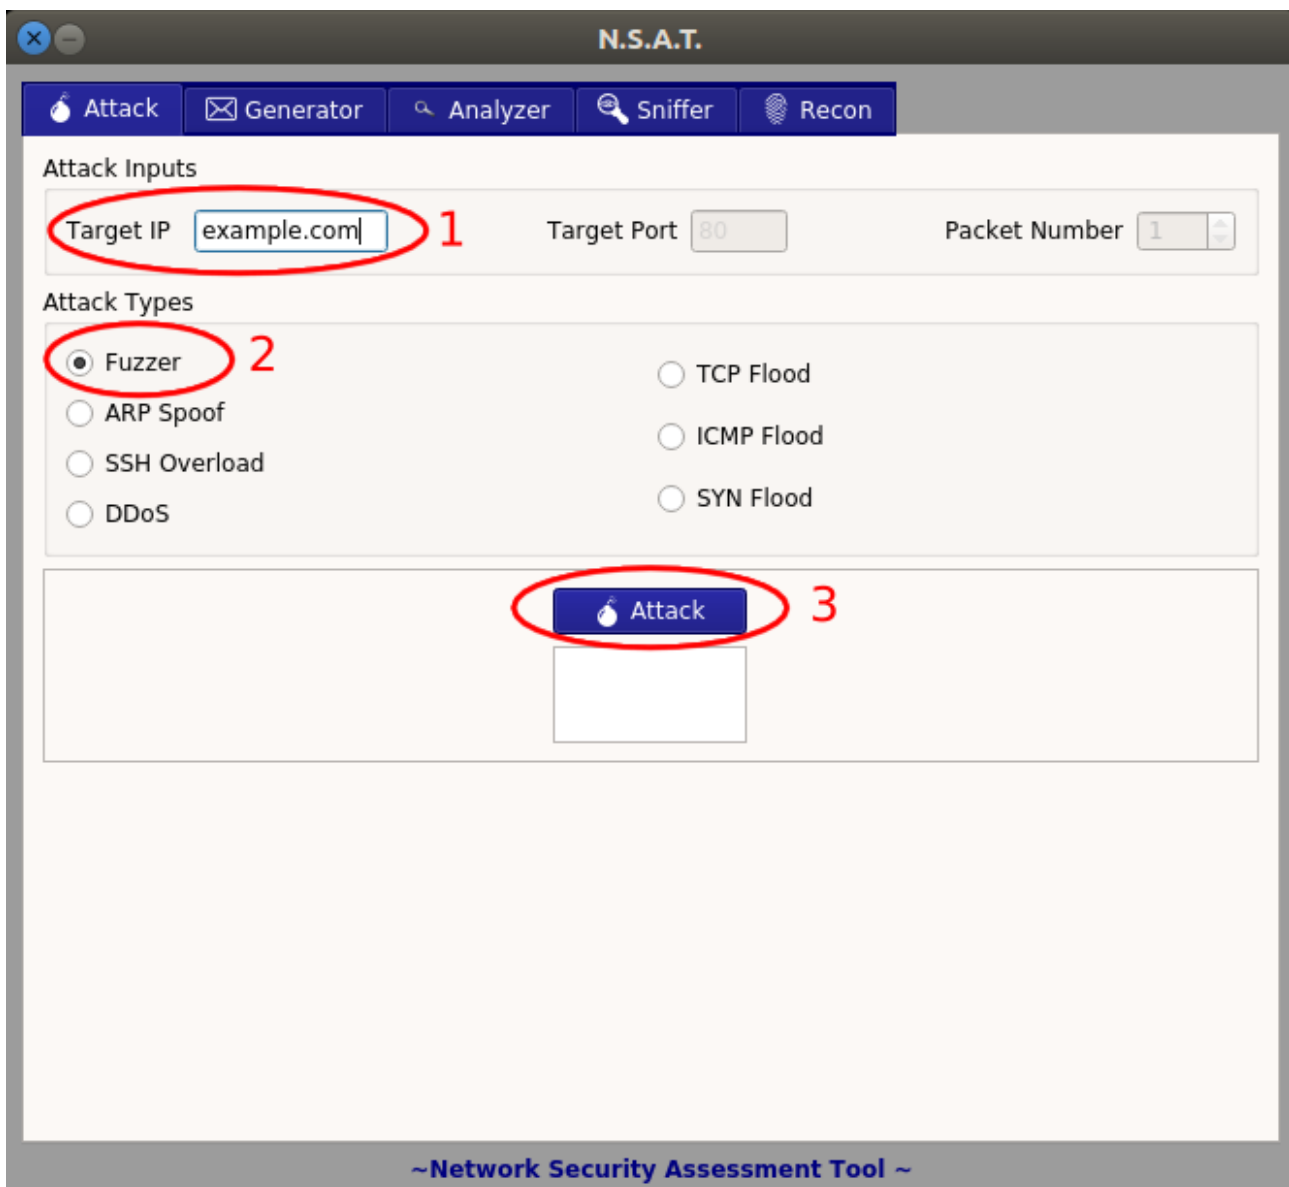 N.S.A.T.
Attack Generator Analyzer Sniffer Recon
Attack Inputs
Target IP example.com 1 Target Port 80 Packet Number 1
Attack Types
Fuzzer 2
TCP Flood
ARP Spoof
ICMP Flood
SSH Overload
SYN Flood
DDoS
Attack 3
~Network Security Assessment Tool ~